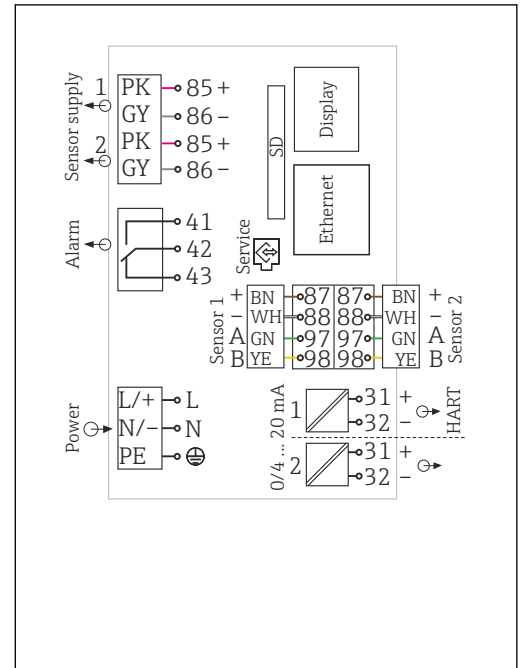 Sensor supply
1
PK
85 +
GY
86 −
2
PK
85 +
GY
86 −
Display
SD
Ethernet
Service
Alarm
41
42
43
Sensor 1
+ BN 87 87 BN +
− WH 88 88 WH −
A GN 97 97 GN A
B YE 98 98 YE B
Sensor 2
Power
L/+ L
N/− N
PE
0/4 ... 20 mA
1
31 +
32 −
HART
2
31 +
32 −